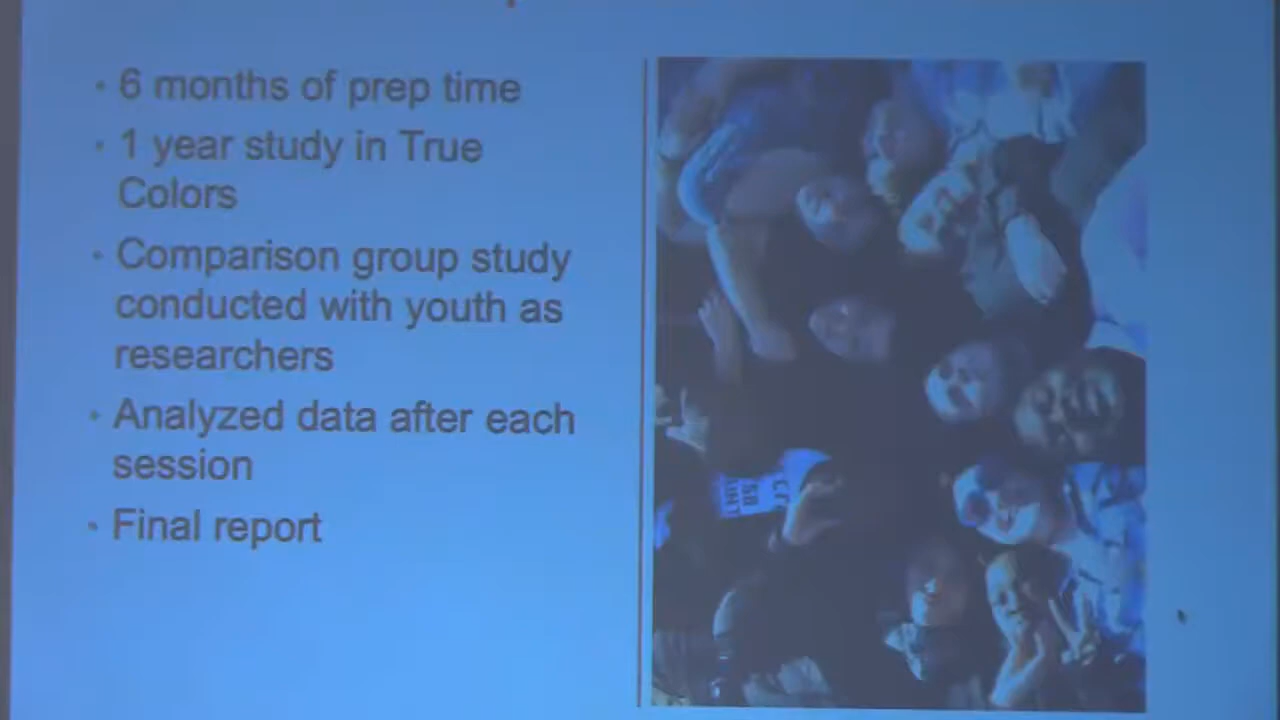 • 6 months of prep time
• 1 year study in True
Colors
• Comparison group study
conducted with youth as
researchers
• Analyzed data after each
session
• Final report